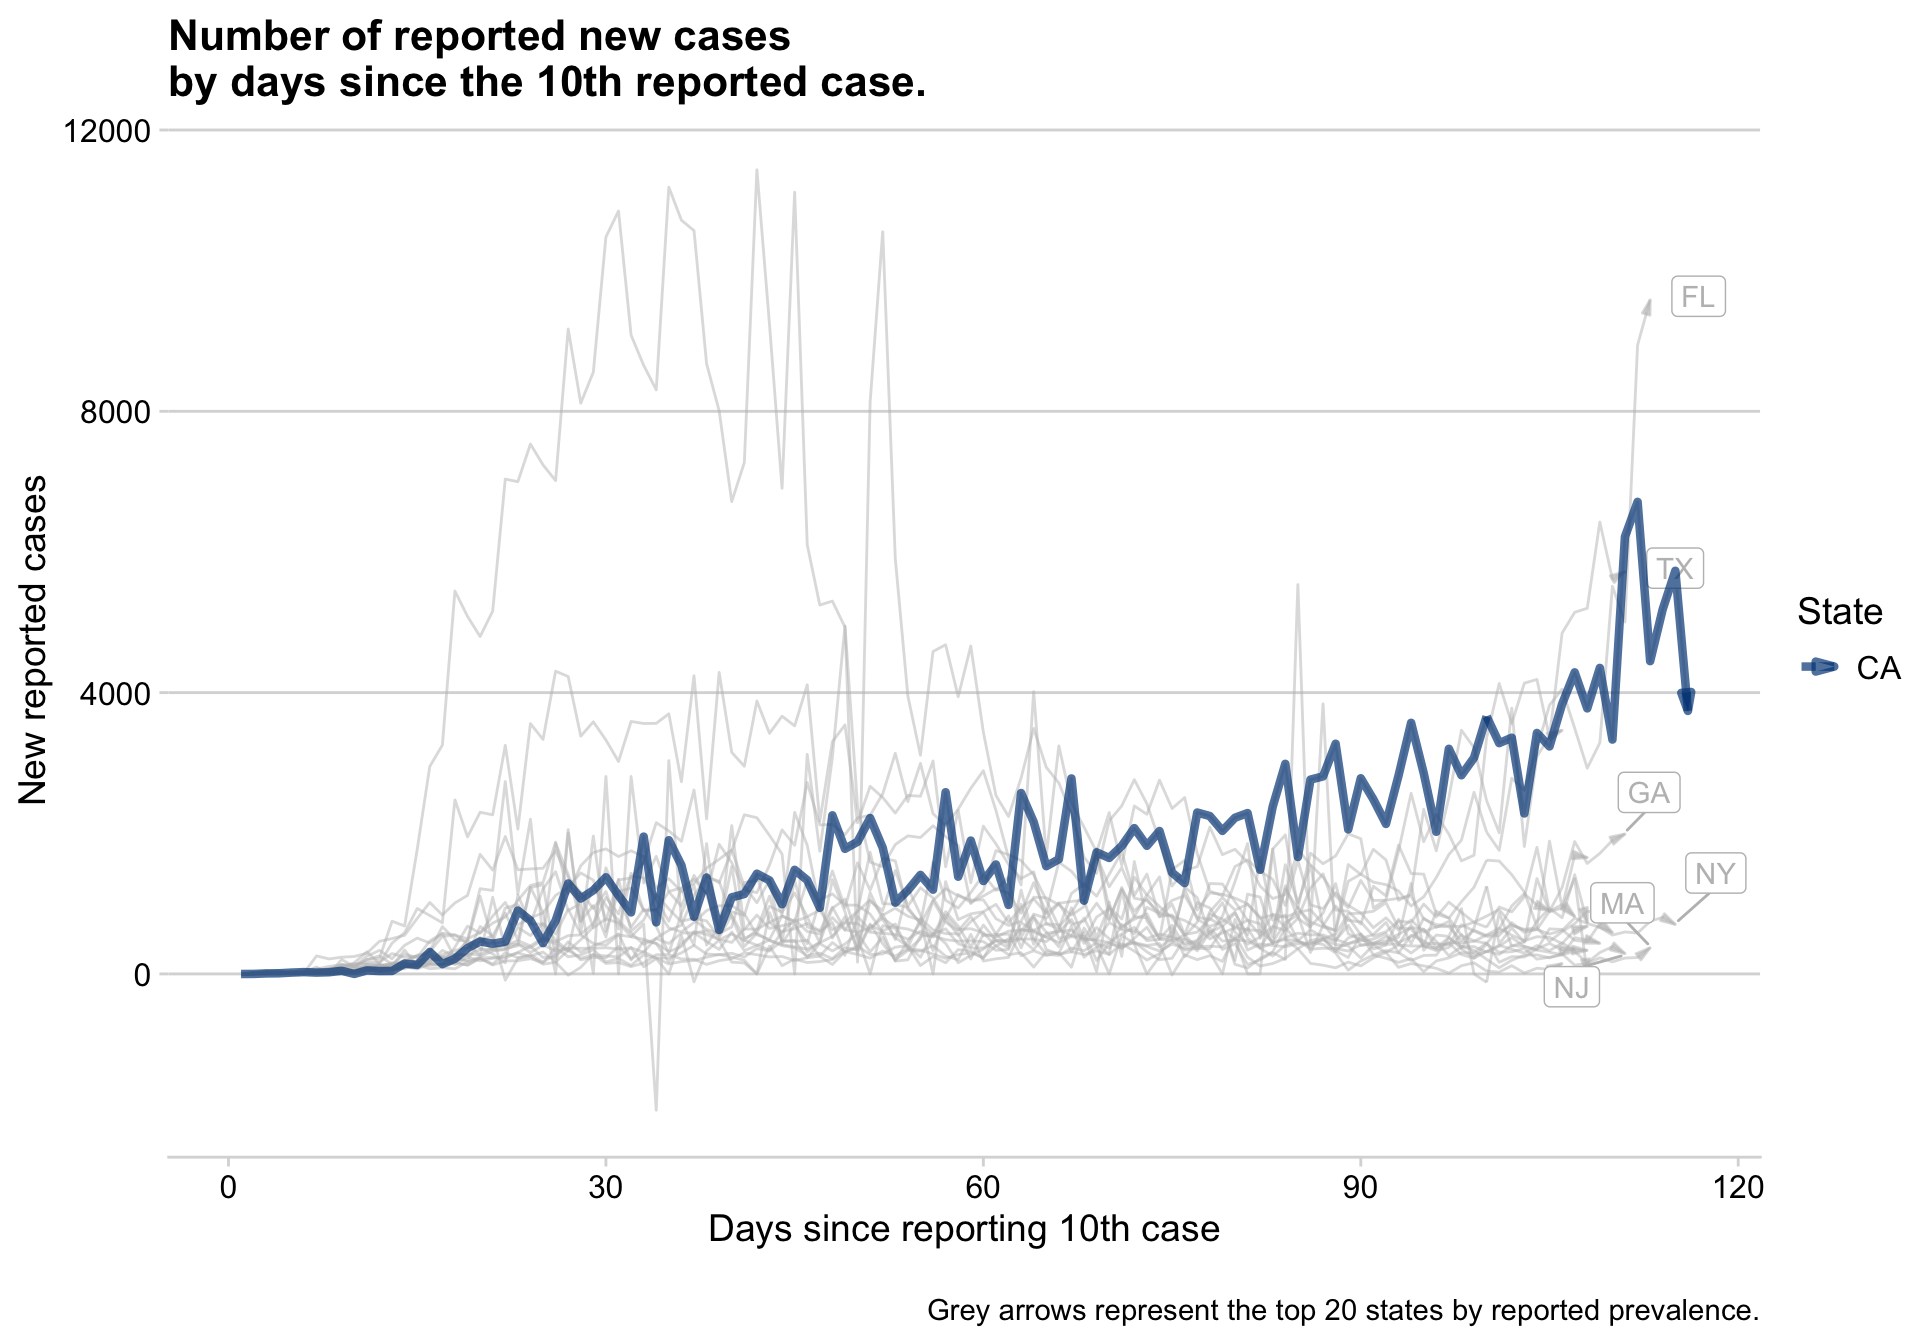 Number of reported new cases
by days since the 10th reported case.
12000
8000
4000
0
New reported cases
FL
TX
GA
NY
MA
NJ
State
CA
0 30 60 90 120
Days since reporting 10th case
Grey arrows represent the top 20 states by reported prevalence.